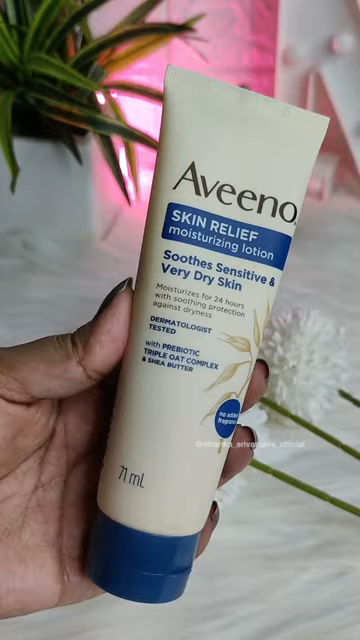 Aveeno
SKIN RELIEF
moisturizing lotion
Soothes Sensitive &
Very Dry Skin
Moisturizes for 24 hours
with soothing protection
against dryness
DERMATOLOGIST
TESTED
with PREBIOTIC
TRIPLE OAT COMPLEX
& SHEA BUTTER
no added
fragrance
71 mL